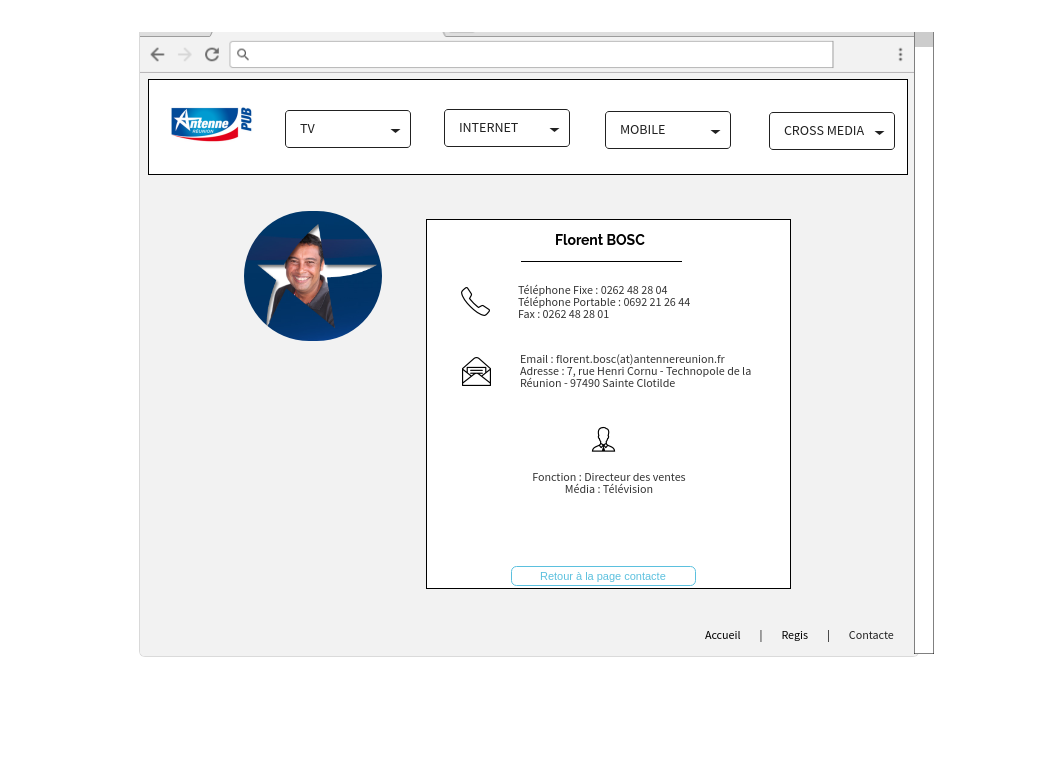 Antenne
RÉUNION
PUB
TV
INTERNET
MOBILE
CROSS MEDIA
Florent BOSC
Téléphone Fixe : 0262 48 28 04
Téléphone Portable : 0692 21 26 44
Fax : 0262 48 28 01
Email : florent.bosc(at)antennereunion.fr
Adresse : 7, rue Henri Cornu - Technopole de la
Réunion - 97490 Sainte Clotilde
Fonction : Directeur des ventes
Média : Télévision
Retour à la page contacte
Accueil | Regis | Contacte